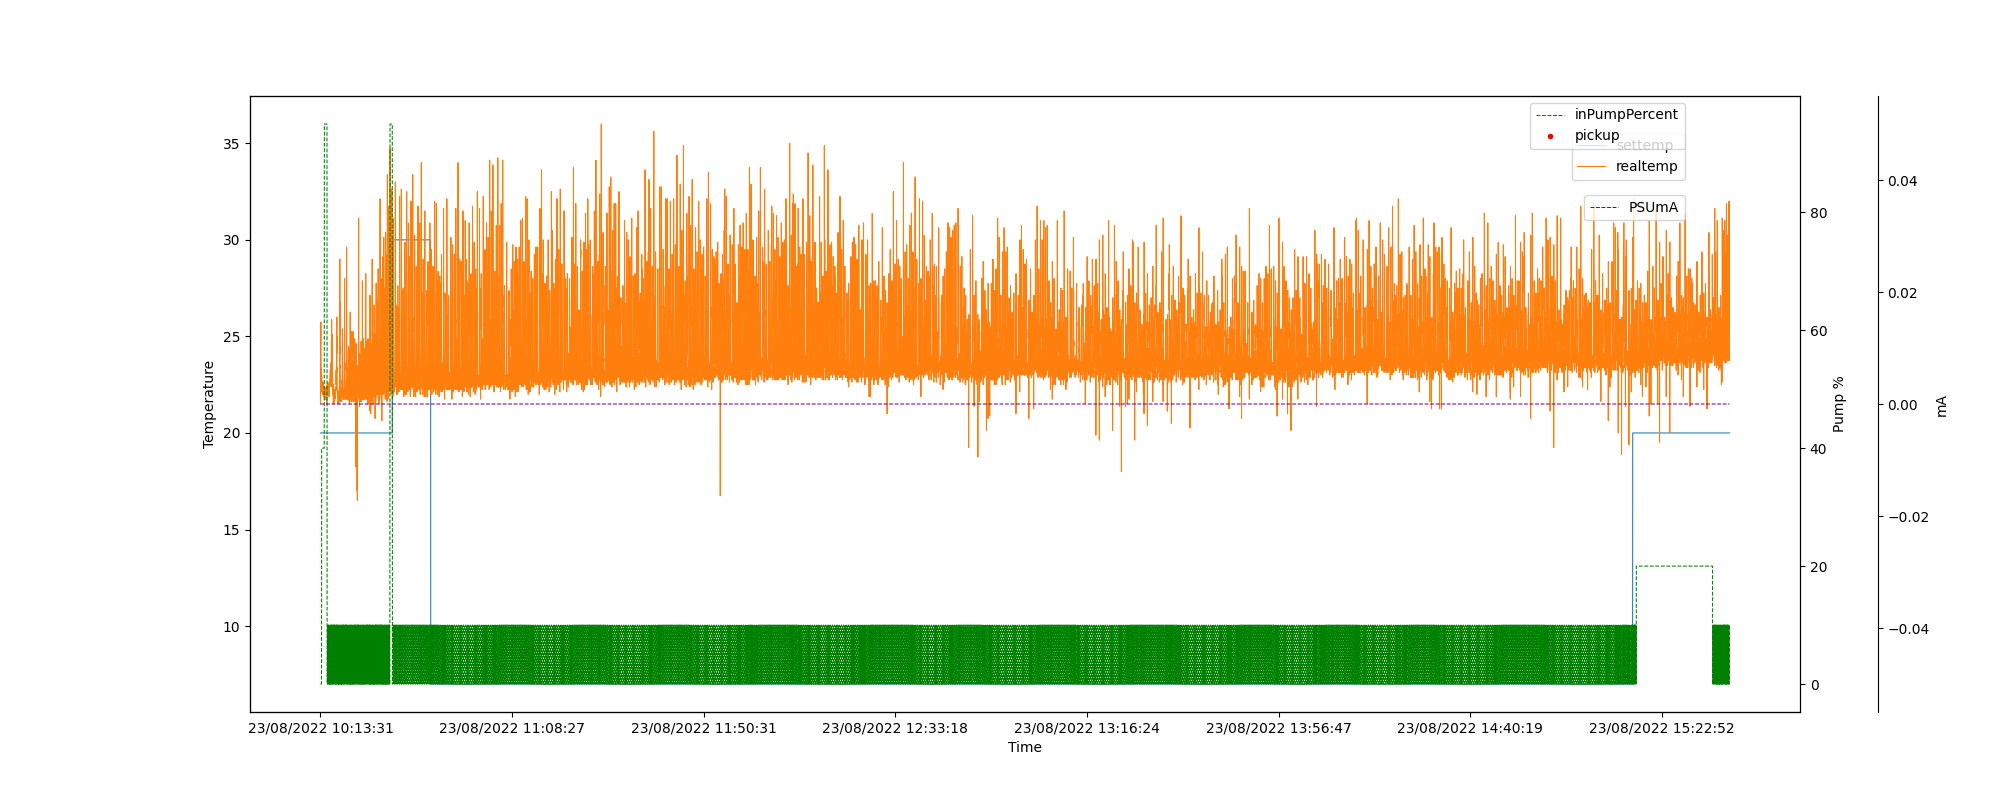 inPumpPercent
pickup
settemp
realtemp
PSUmA
35
30
25
20
15
10
Temperature
80
60
40
20
0
Pump %
0.04
0.02
0.00
−0.02
−0.04
mA
23/08/2022 10:13:31
23/08/2022 11:08:27
23/08/2022 11:50:31
23/08/2022 12:33:18
23/08/2022 13:16:24
23/08/2022 13:56:47
23/08/2022 14:40:19
23/08/2022 15:22:52
Time